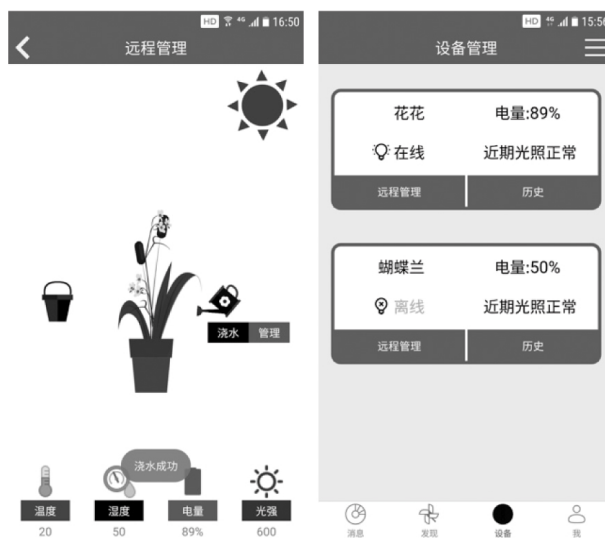 HD 4G 16:50
远程管理
浇水 管理
浇水成功
温度 湿度 电量 光强
20 50 89% 600
HD 4G 15:56
设备管理
花花 电量:89%
在线 近期光照正常
远程管理 历史
蝴蝶兰 电量:50%
离线 近期光照正常
远程管理 历史
消息 发现 设备 我